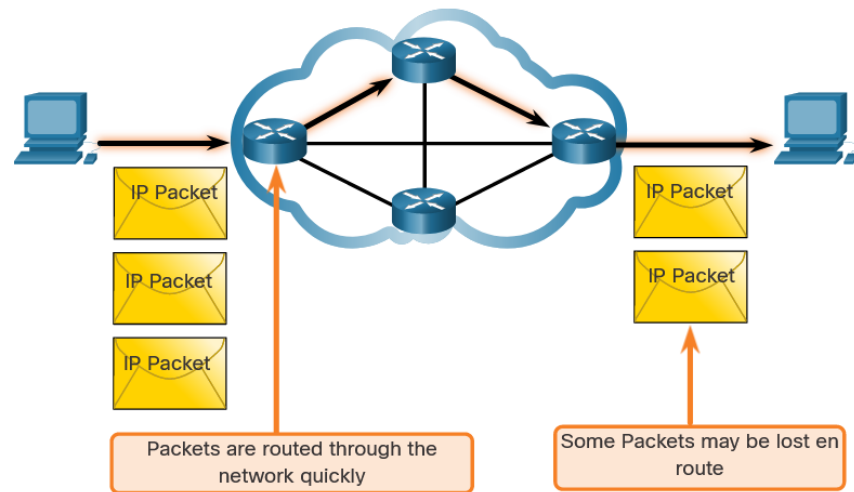 IP Packet
IP Packet
IP Packet
IP Packet
IP Packet
Packets are routed through the
network quickly
Some Packets may be lost en
route